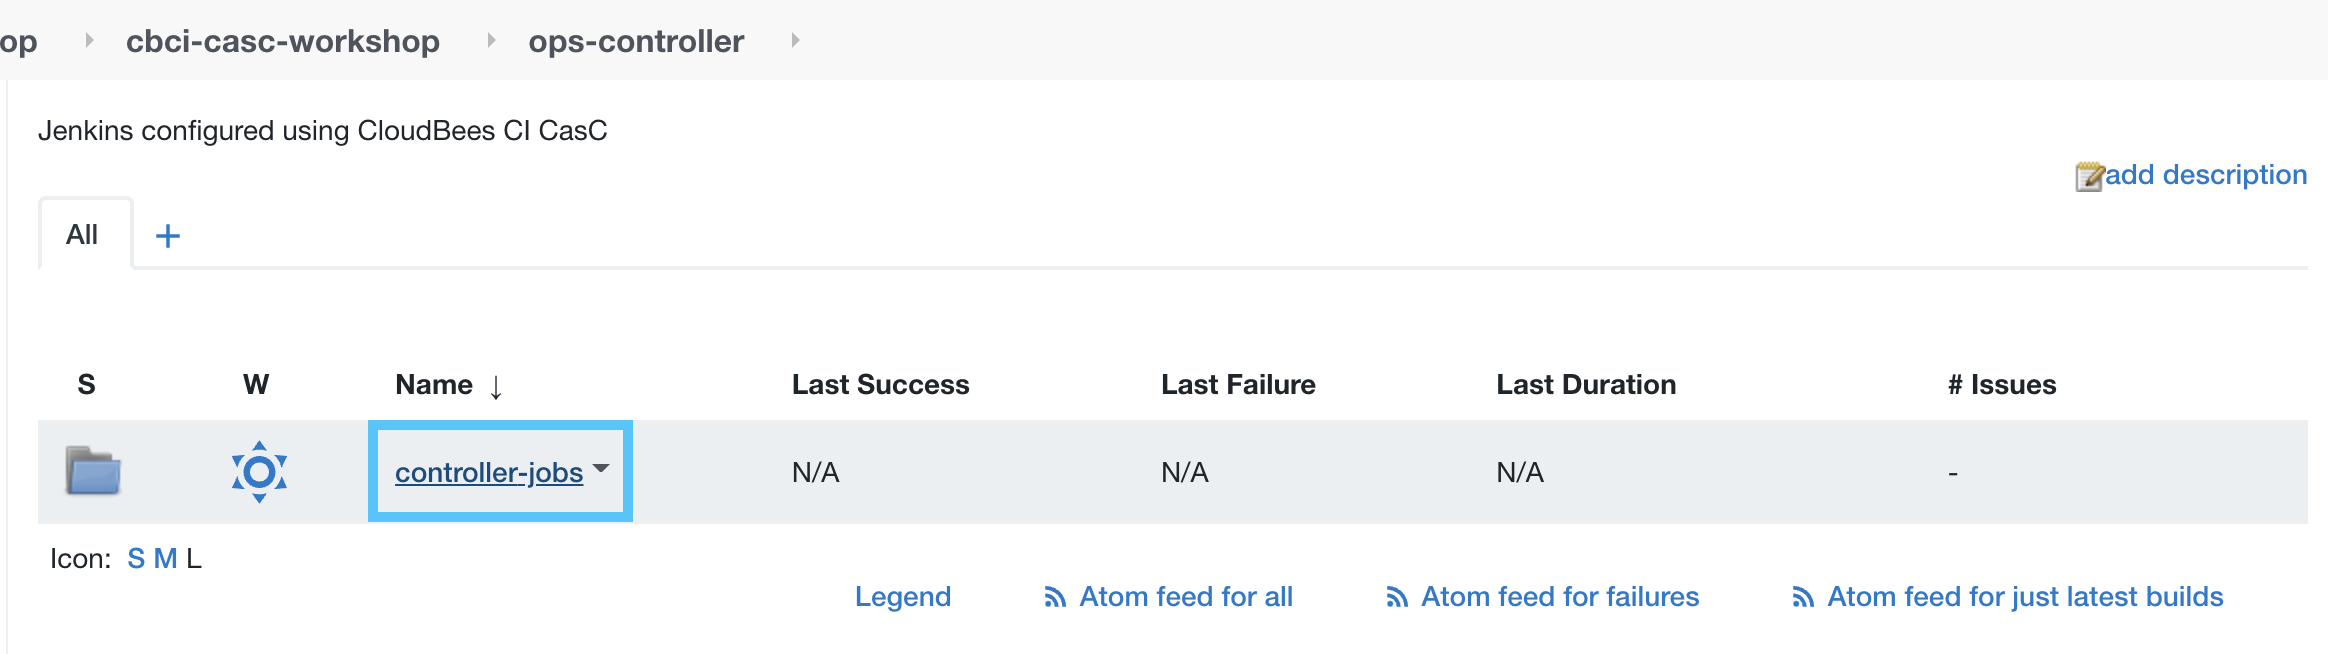 op cbci-casc-workshop ops-controller
Jenkins configured using CloudBees CI CasC
add description
All +
S W Name ↓ Last Success Last Failure Last Duration # Issues
controller-jobs N/A N/A N/A -
Icon: S M L
Legend Atom feed for all Atom feed for failures Atom feed for just latest builds